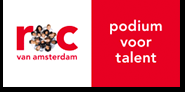 roc
van amsterdam
podium
voor
talent